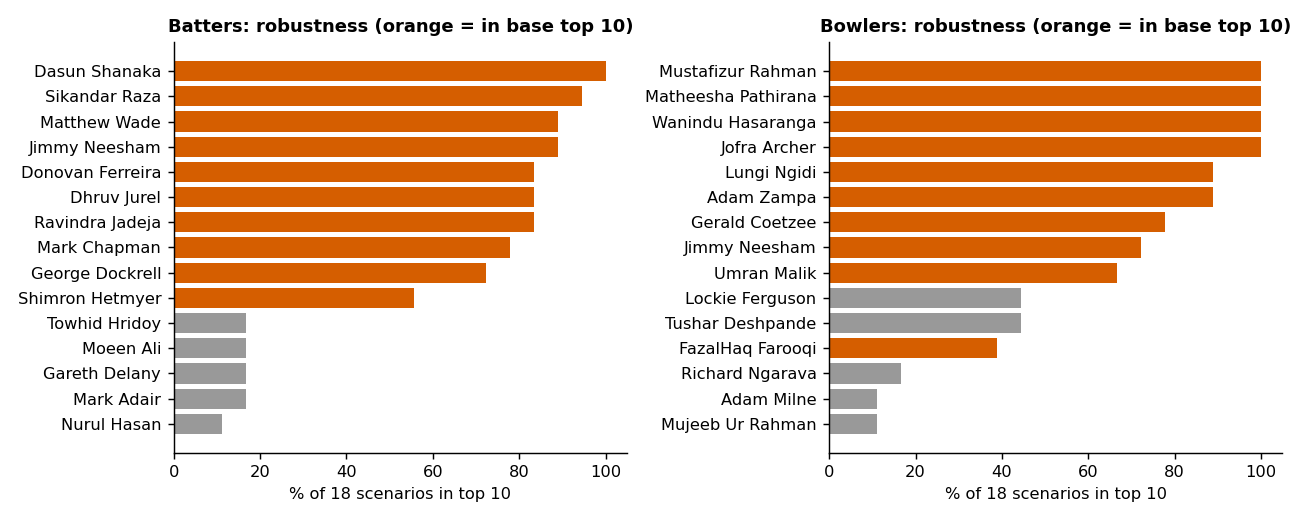 Batters: robustness (orange = in base top 10)
Dasun Shanaka
Sikandar Raza
Matthew Wade
Jimmy Neesham
Donovan Ferreira
Dhruv Jurel
Ravindra Jadeja
Mark Chapman
George Dockrell
Shimron Hetmyer
Towhid Hridoy
Moeen Ali
Gareth Delany
Mark Adair
Nurul Hasan
0 20 40 60 80 100
% of 18 scenarios in top 10
Bowlers: robustness (orange = in base top 10)
Mustafizur Rahman
Matheesha Pathirana
Wanindu Hasaranga
Jofra Archer
Lungi Ngidi
Adam Zampa
Gerald Coetzee
Jimmy Neesham
Umran Malik
Lockie Ferguson
Tushar Deshpande
FazalHaq Farooqi
Richard Ngarava
Adam Milne
Mujeeb Ur Rahman
0 20 40 60 80 100
% of 18 scenarios in top 10